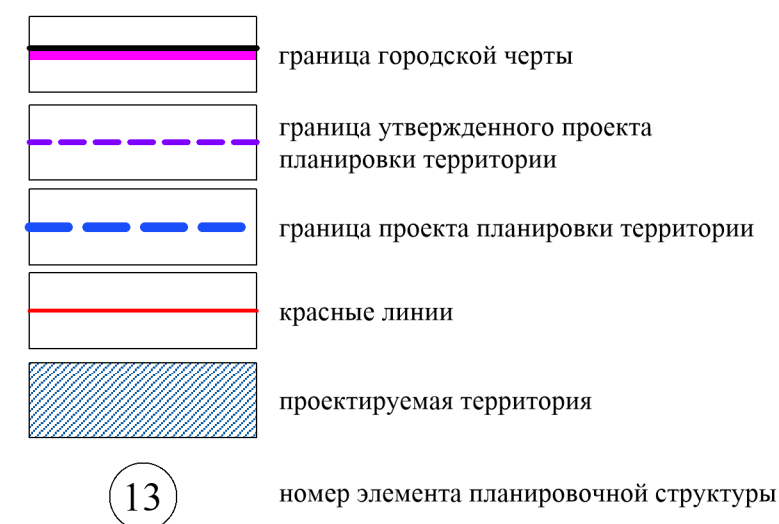 граница городской черты
граница утвержденного проекта
планировки территории
граница проекта планировки территории
красные линии
проектируемая территория
13 номер элемента планировочной структуры